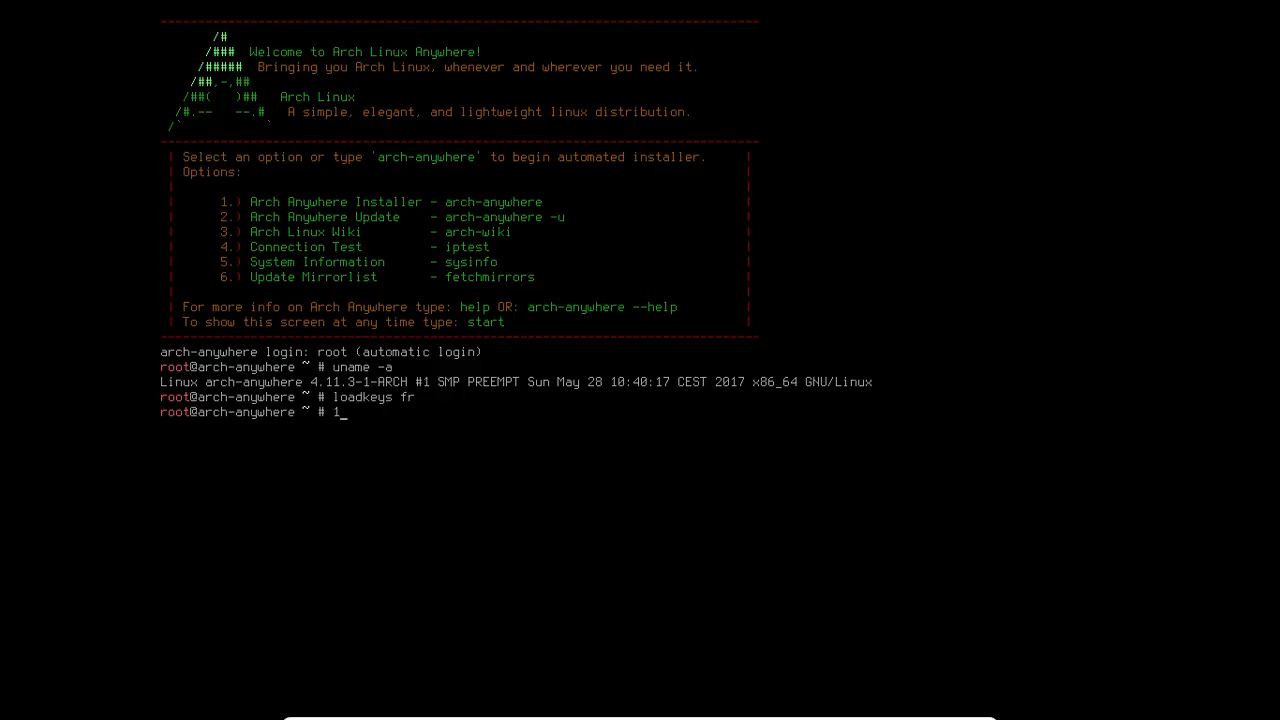 /#
/### Welcome to Arch Linux Anywhere!
/##### Bringing you Arch Linux, whenever and wherever you need it.
/##,-,##
/##(   )## Arch Linux
/#.--   --.# A simple, elegant, and lightweight linux distribution.
/`           `
| Select an option or type 'arch-anywhere' to begin automated installer. |
| Options: |
| |
| 1.) Arch Anywhere Installer - arch-anywhere |
| 2.) Arch Anywhere Update - arch-anywhere -u |
| 3.) Arch Linux Wiki - arch-wiki |
| 4.) Connection Test - iptest |
| 5.) System Information - sysinfo |
| 6.) Update Mirrorlist - fetchmirrors |
| |
| For more info on Arch Anywhere type: help OR: arch-anywhere --help |
| To show this screen at any time type: start |
arch-anywhere login: root (automatic login)
root@arch-anywhere ~ # uname -a
Linux arch-anywhere 4.11.3-1-ARCH #1 SMP PREEMPT Sun May 28 10:40:17 CEST 2017 x86_64 GNU/Linux
root@arch-anywhere ~ # loadkeys fr
root@arch-anywhere ~ # 1_